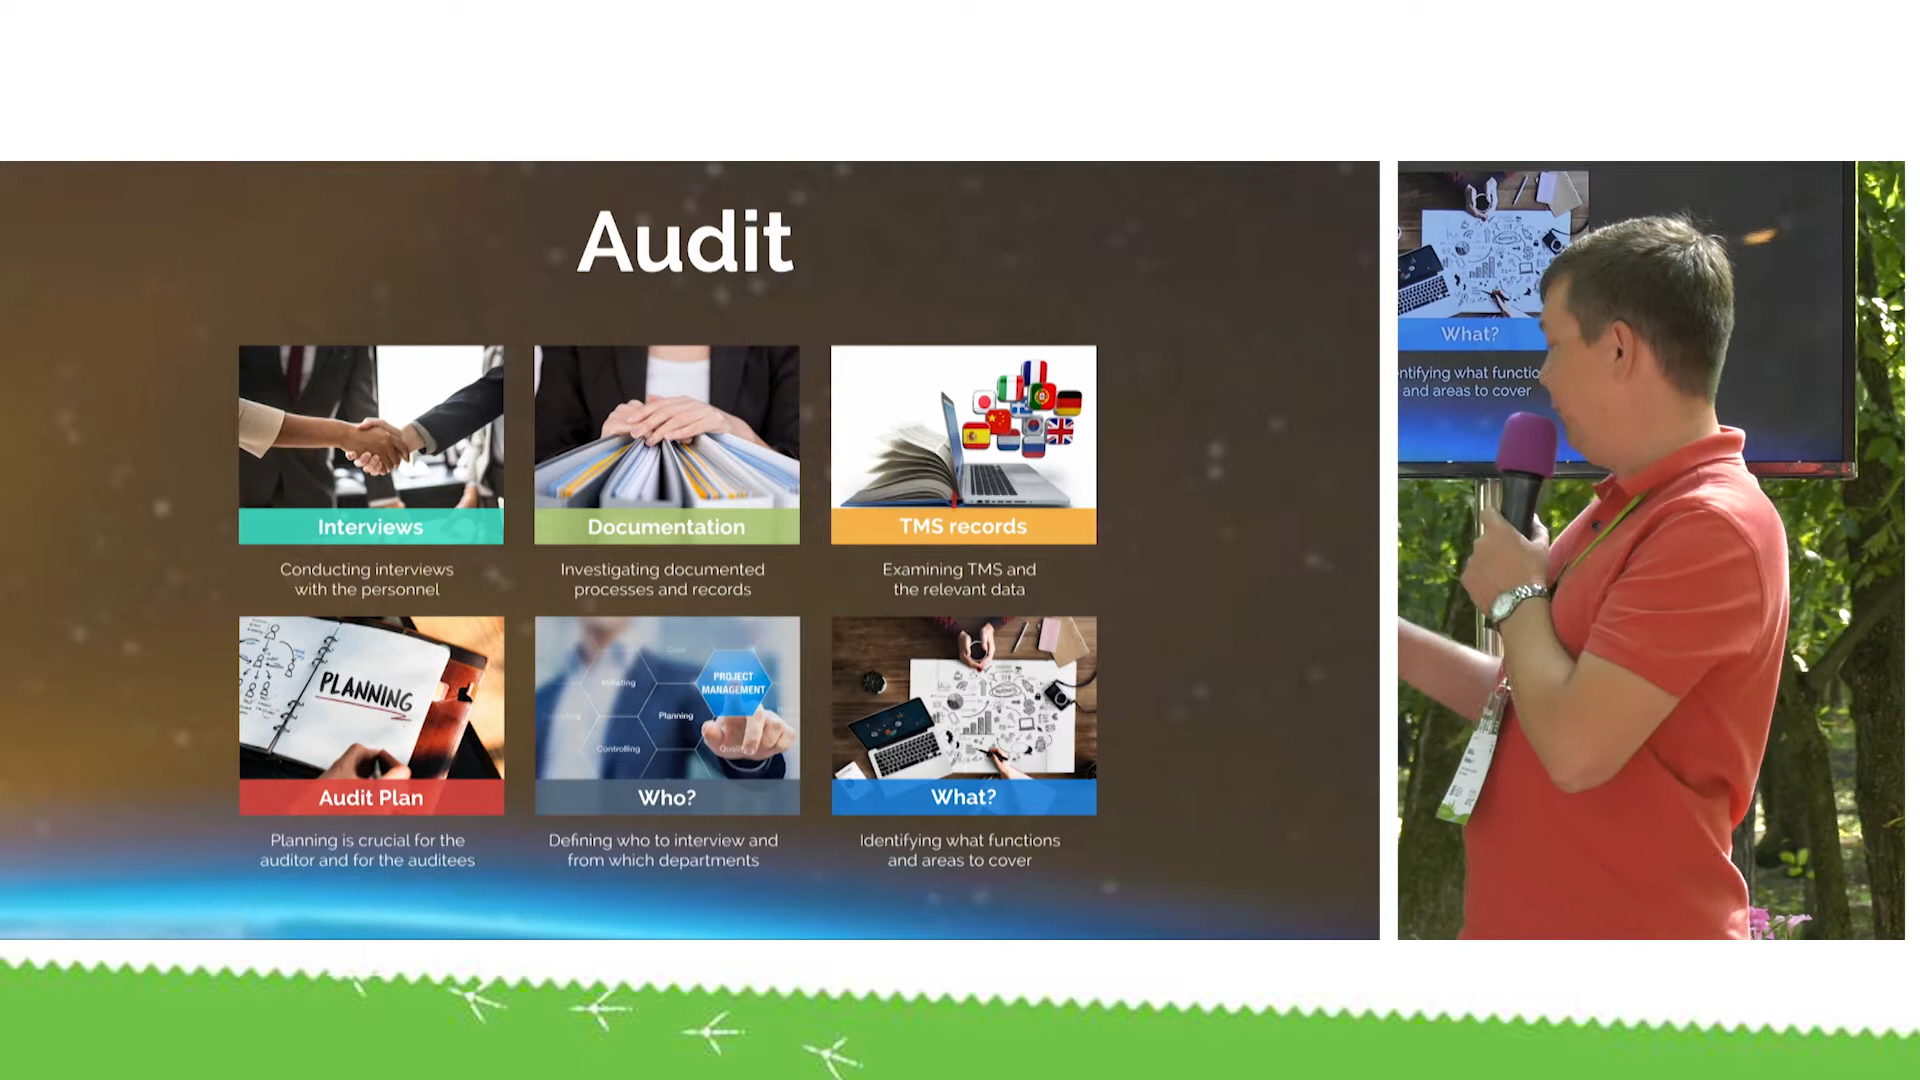 Audit
Interviews
Conducting interviews
with the personnel
Documentation
Investigating documented
processes and records
TMS records
Examining TMS and
the relevant data
PLANNING
Audit Plan
Planning is crucial for the
auditor and for the auditees
Goal
Initiating
PROJECT
MANAGEMENT
Planning
Controlling
Quality
Who?
Defining who to interview and
from which departments
What?
Identifying what functions
and areas to cover
What?
ntifying what functio
and areas to cover